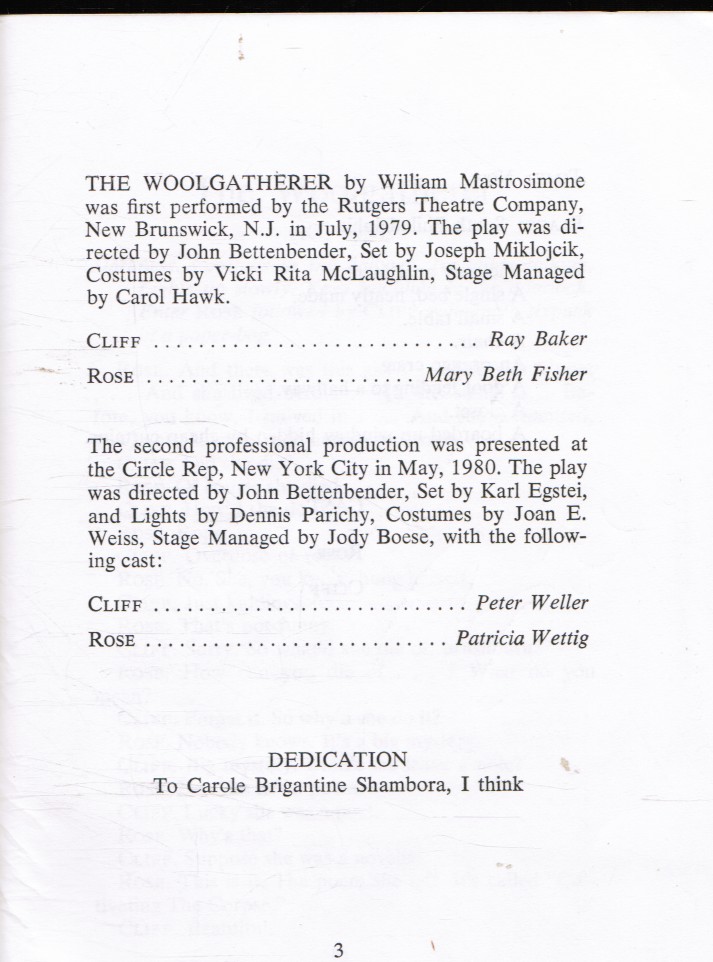 THE WOOLGATHERER by William Mastrosimone
was first performed by the Rutgers Theatre Company,
New Brunswick, N.J. in July, 1979. The play was di-
rected by John Bettenbender, Set by Joseph Miklojcik,
Costumes by Vicki Rita McLaughlin, Stage Managed
by Carol Hawk.
CLIFF ............................ Ray Baker
ROSE ....................... Mary Beth Fisher
The second professional production was presented at
the Circle Rep, New York City in May, 1980. The play
was directed by John Bettenbender, Set by Karl Egstei,
and Lights by Dennis Parichy, Costumes by Joan E.
Weiss, Stage Managed by Jody Boese, with the follow-
ing cast:
CLIFF ............................. Peter Weller
ROSE ........................... Patricia Wettig
DEDICATION
To Carole Brigantine Shambora, I think
3